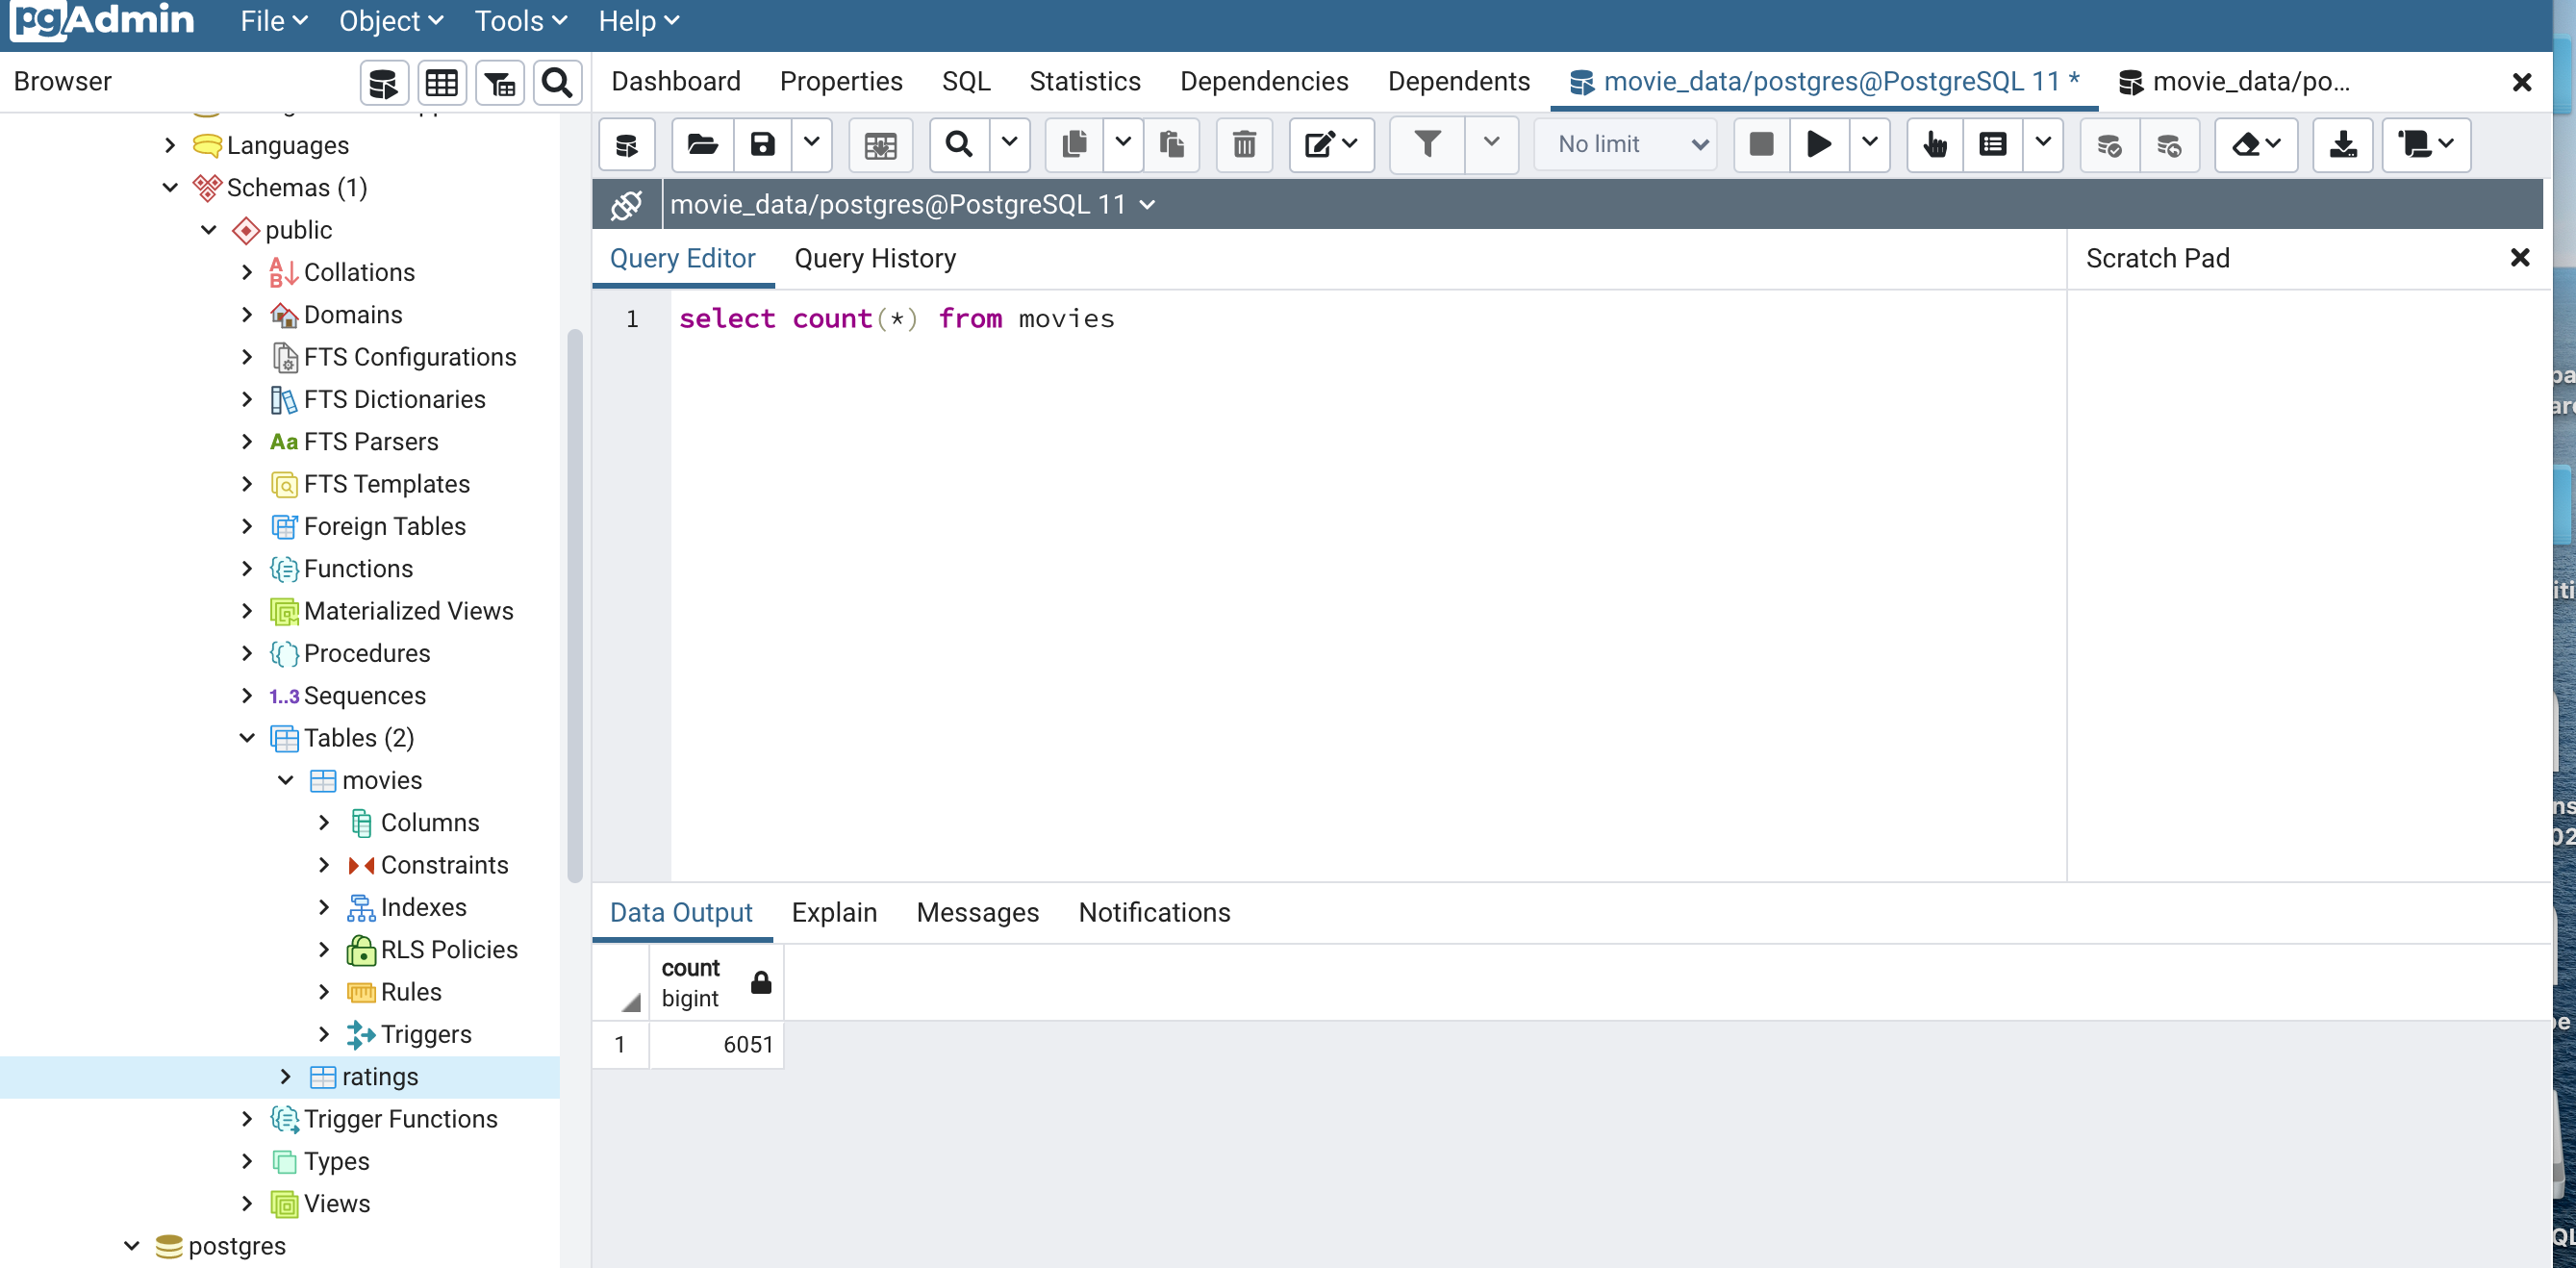 pgAdmin File Object Tools Help
Browser
Dashboard Properties SQL Statistics Dependencies Dependents movie_data/postgres@PostgreSQL 11 * movie_data/po...
No limit
movie_data/postgres@PostgreSQL 11
Query Editor Query History
Scratch Pad
1 select count(*) from movies
Languages
Schemas (1)
public
Collations
Domains
FTS Configurations
FTS Dictionaries
Aa FTS Parsers
FTS Templates
Foreign Tables
Functions
Materialized Views
Procedures
1..3 Sequences
Tables (2)
movies
Columns
Constraints
Indexes
RLS Policies
Rules
Triggers
ratings
Trigger Functions
Types
Views
postgres
Data Output Explain Messages Notifications
count
bigint
1 6051